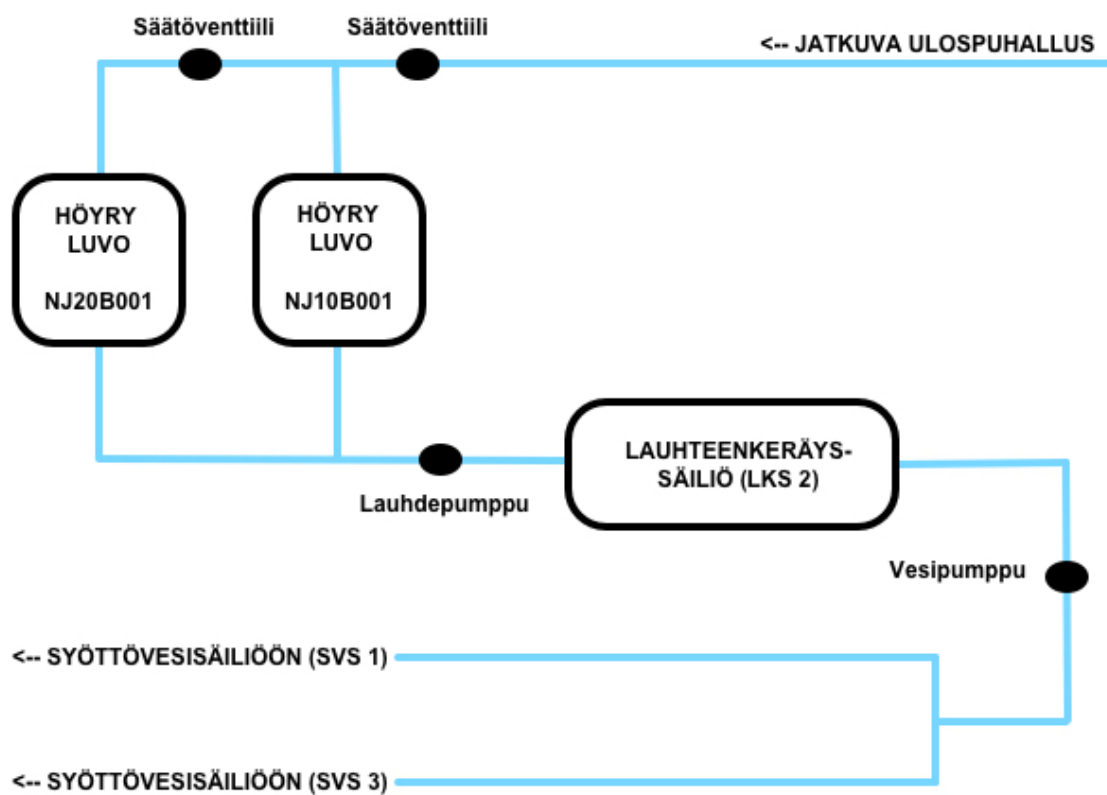 Säätöventtiili
Säätöventtiili
<-- JATKUVA ULOSPUHALLUS
HÖYRY
LUVO
NJ20B001
HÖYRY
LUVO
NJ10B001
LAUHTEENKERÄYS-
SÄILIÖ (LKS 2)
Lauhdepumppu
Vesipumppu
<-- SYÖTTÖVESISÄILIÖÖN (SVS 1)
<-- SYÖTTÖVESISÄILIÖÖN (SVS 3)